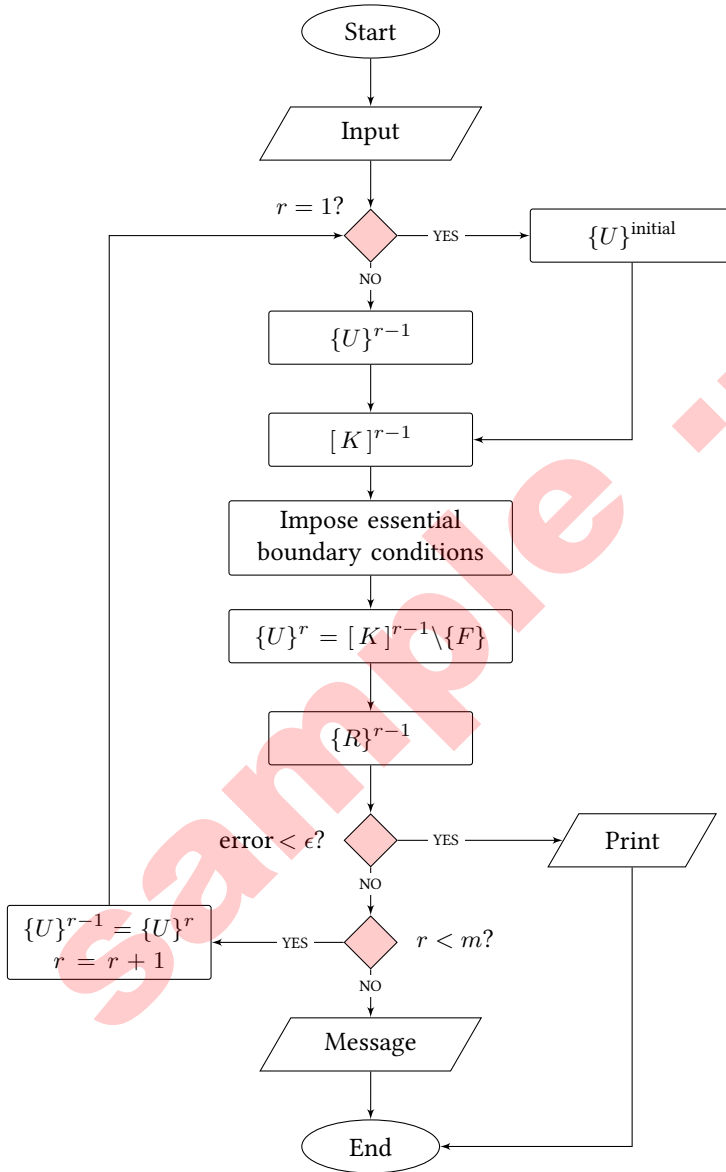 Start
Input
r = 1?
YES
{U}^initial
NO
{U}^{r−1}
[ K ]^{r−1}
Impose essential
boundary conditions
{U}^r = [ K ]^{r−1}\{F}
{R}^{r−1}
error < ϵ?
YES
Print
NO
{U}^{r−1} = {U}^r
r = r + 1
YES
r < m?
NO
Message
End
sample